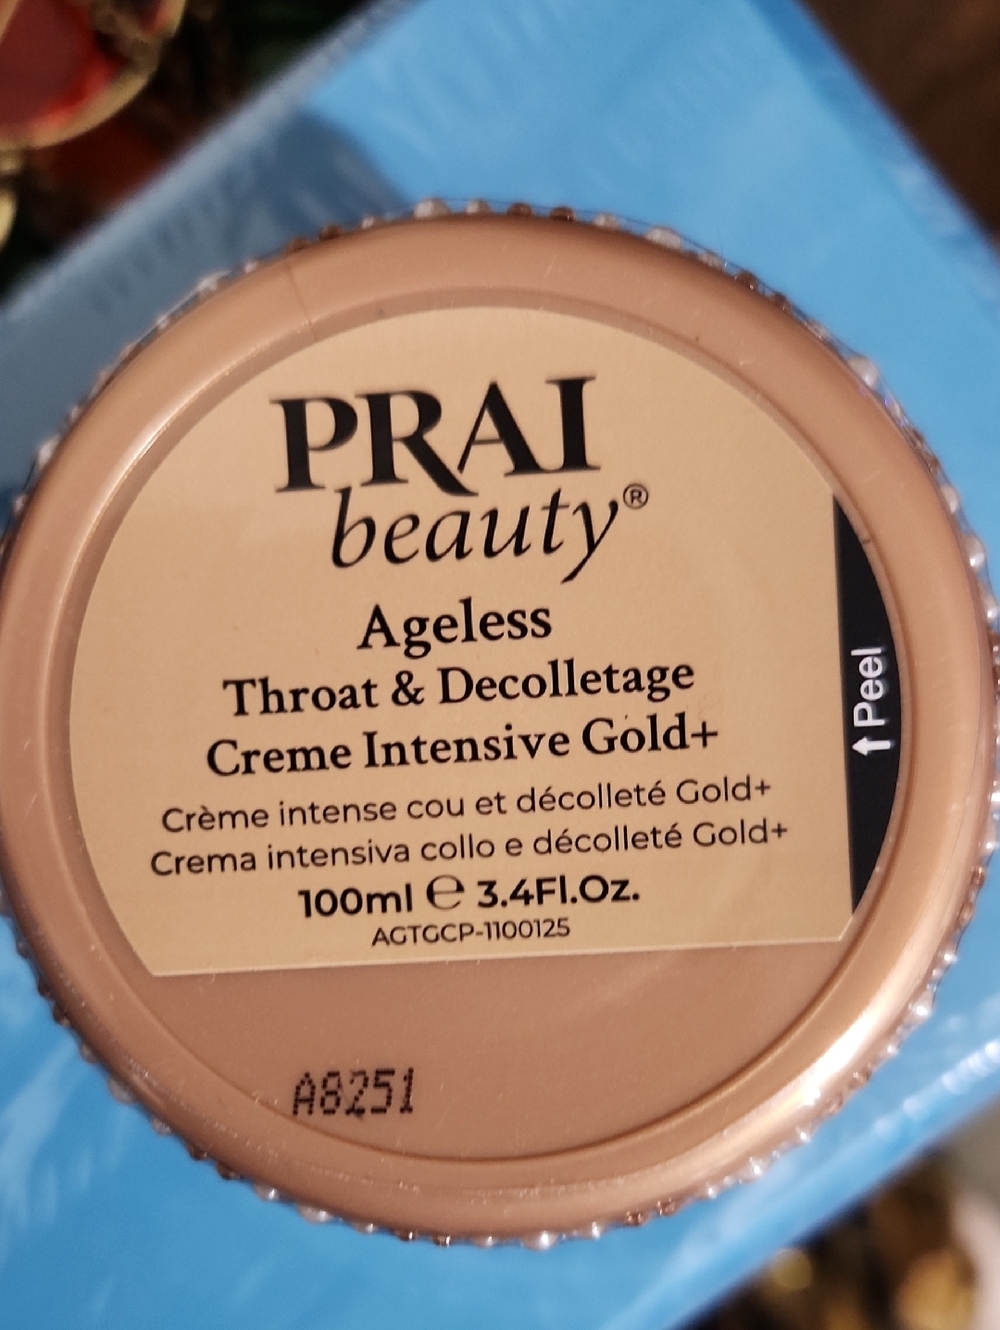 PRAI
beauty®
Ageless
Throat & Decolletage
Creme Intensive Gold+
Crème intense cou et décolleté Gold+
Crema intensiva collo e décolleté Gold+
100ml ℮ 3.4Fl.Oz.
AGTGCP-1100125
↑ Peel
A8251